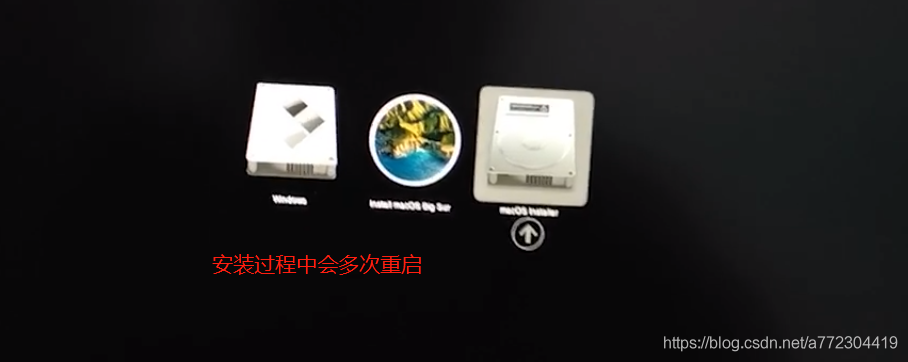 Windows
Install macOS Big Sur
macOS Installer
安装过程中会多次重启
https://blog.csdn.net/a772304419